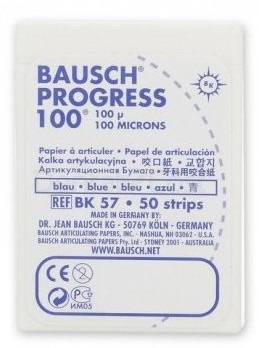 BAUSCH®
PROGRESS
100® 100 µ
100 MICRONS
BK
Papier à articuler • Papel de articulación
Kalka artykulacyjna • 咬口紙 • 교합지
Артикуляционная Бумага • 牙科用咬合紙
blau • blue • bleu • azul • 青
REF BK 57 • 50 strips
MADE IN GERMANY BY:
DR. JEAN BAUSCH KG - 50769 KÖLN - GERMANY
BAUSCH ARTICULATING PAPERS, INC. - NASHUA, NH 03062 - U.S.A.
BAUSCH ARTICULATING PAPERS Pty. Ltd - SYDNEY 2001 - AUSTRALIA
WWW.BAUSCH.NET
CE
ИМ05